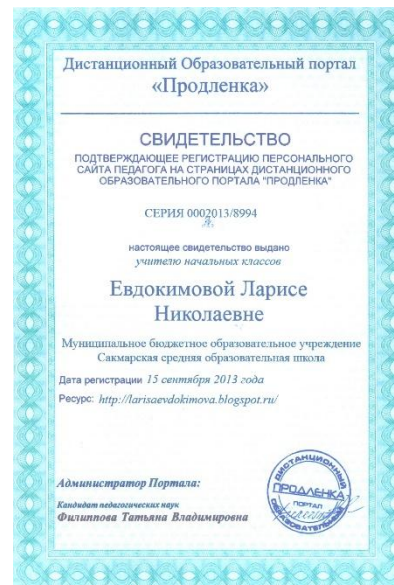 Дистанционный Образовательный портал
«Продленка»
СВИДЕТЕЛЬСТВО
ПОДТВЕРЖДАЮЩЕЕ РЕГИСТРАЦИЮ ПЕРСОНАЛЬНОГО
САЙТА ПЕДАГОГА НА СТРАНИЦАХ ДИСТАНЦИОННОГО
ОБРАЗОВАТЕЛЬНОГО ПОРТАЛА "ПРОДЛЕНКА"
СЕРИЯ 0002013/8994
настоящее свидетельство выдано
учителю начальных классов
Евдокимовой Ларисе
Николаевне
Муниципальное бюджетное образовательное учреждение
Сакмарская средняя образовательная школа
Дата регистрации 15 сентября 2013 года
Ресурс: http://larisaevdokimova.blogspot.ru/
Администратор Портала:
Кандидат педагогических наук
Филиппова Татьяна Владимировна
ДИСТАНЦИОННЫЙ
ПРОДЛЕНКА
ПОРТАЛ
ОБРАЗОВАТЕЛЬНЫЙ